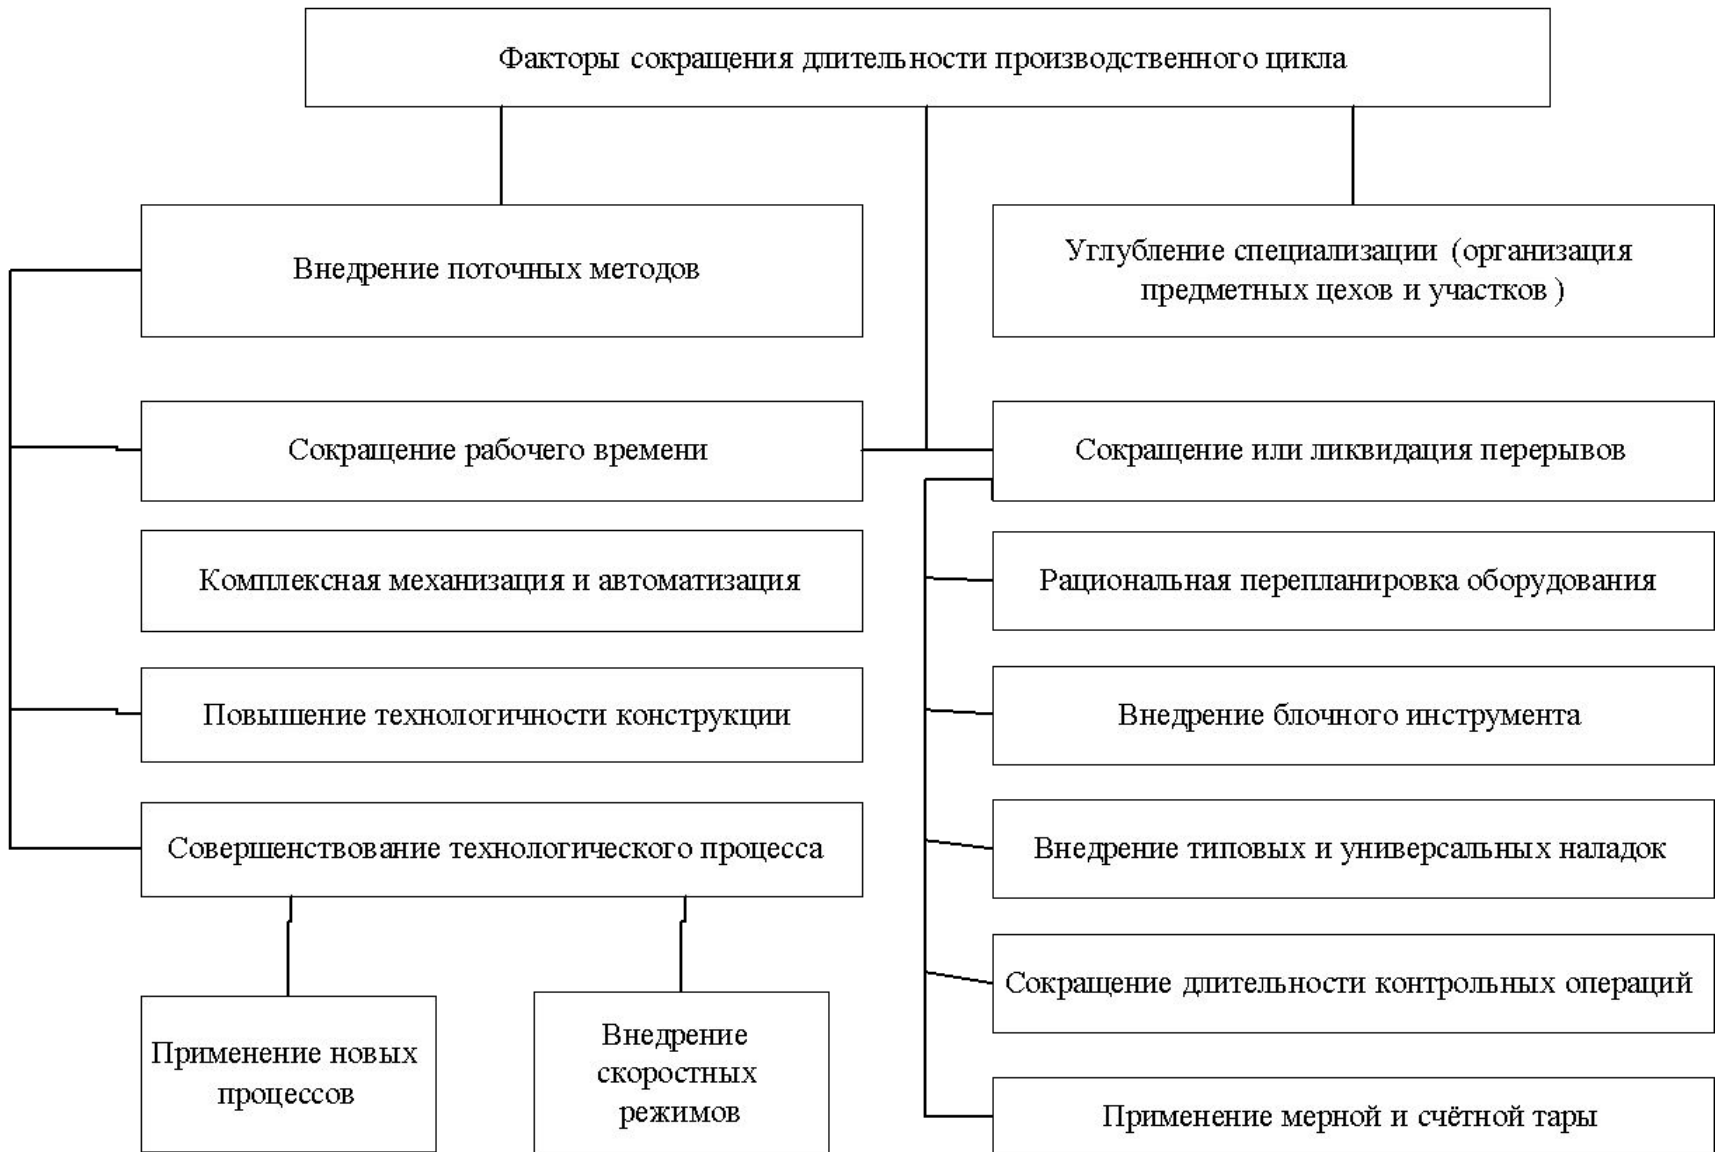 Факторы сокращения длительности производственного цикла
Внедрение поточных методов
Углубление специализации (организация
предметных цехов и участков )
Сокращение рабочего времени
Сокращение или ликвидация перерывов
Комплексная механизация и автоматизация
Рациональная перепланировка оборудования
Повышение технологичности конструкции
Внедрение блочного инструмента
Совершенствование технологического процесса
Внедрение типовых и универсальных наладок
Сокращение длительности контрольных операций
Применение новых
процессов
Внедрение
скоростных
режимов
Применение мерной и счётной тары